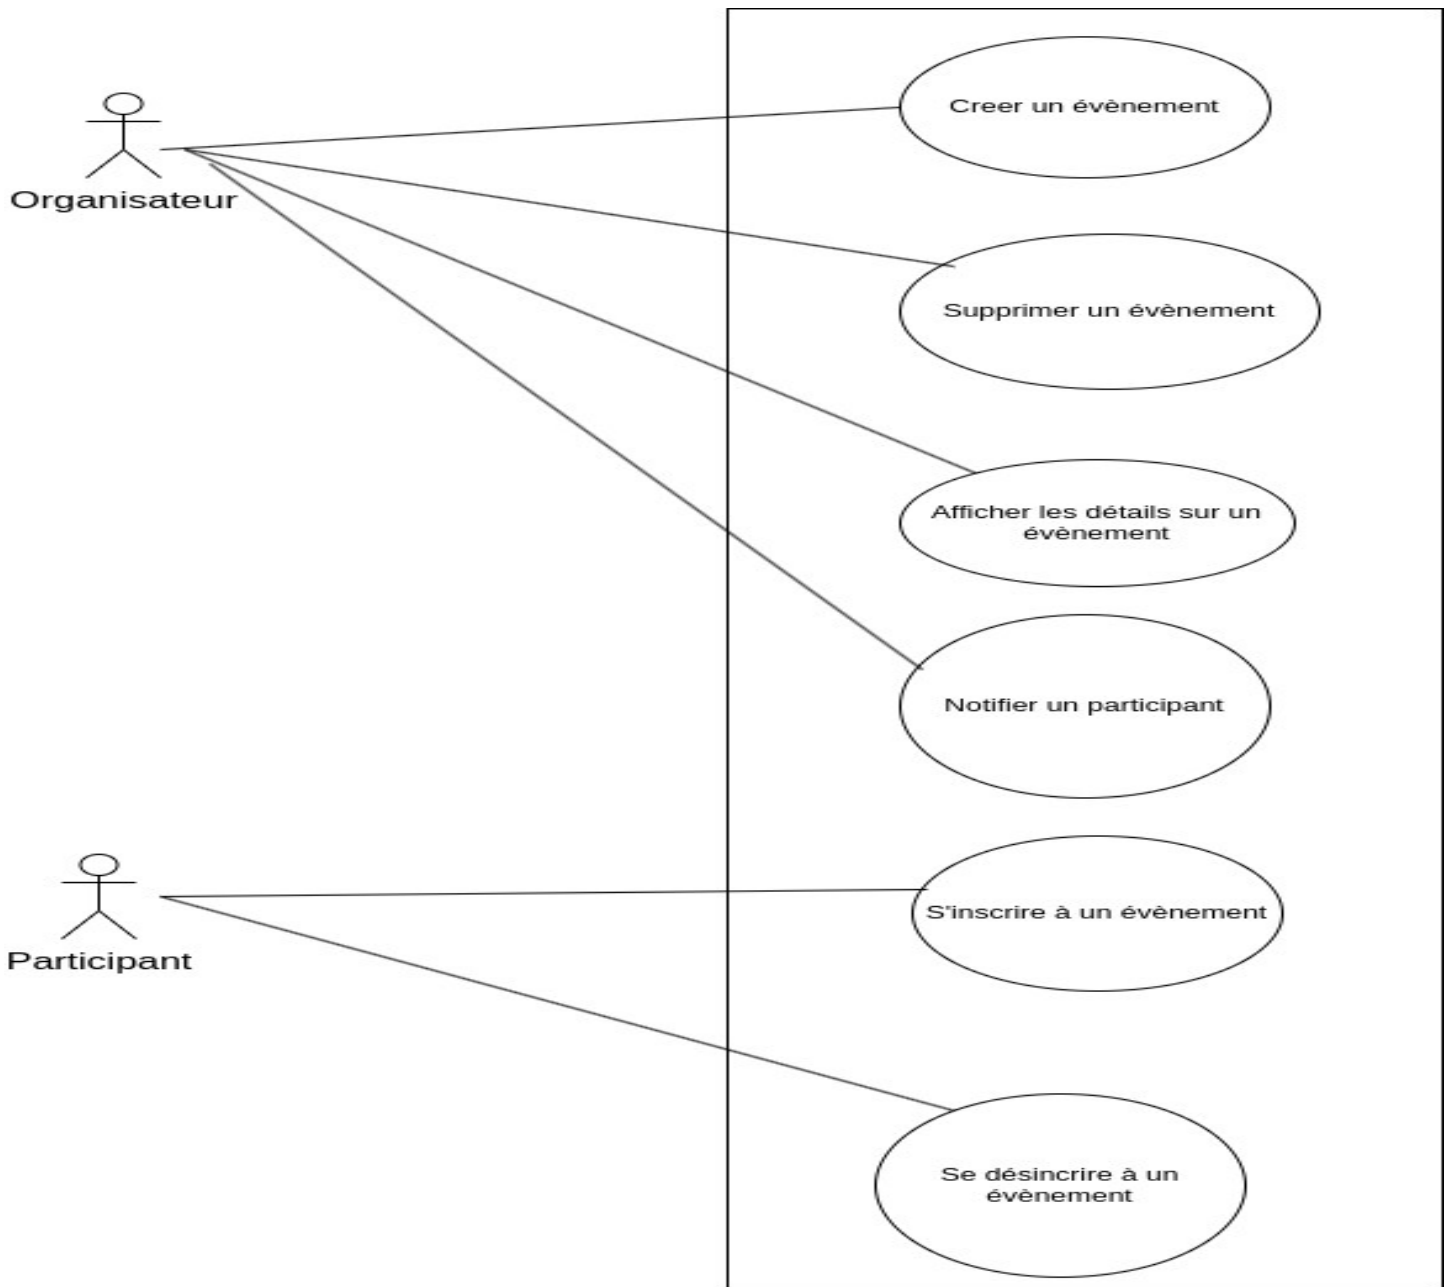 Creer un évènement
Organisateur
Supprimer un évènement
Afficher les détails sur un
évènement
Notifier un participant
S'inscrire à un évènement
Participant
Se désincrire à un
évènement